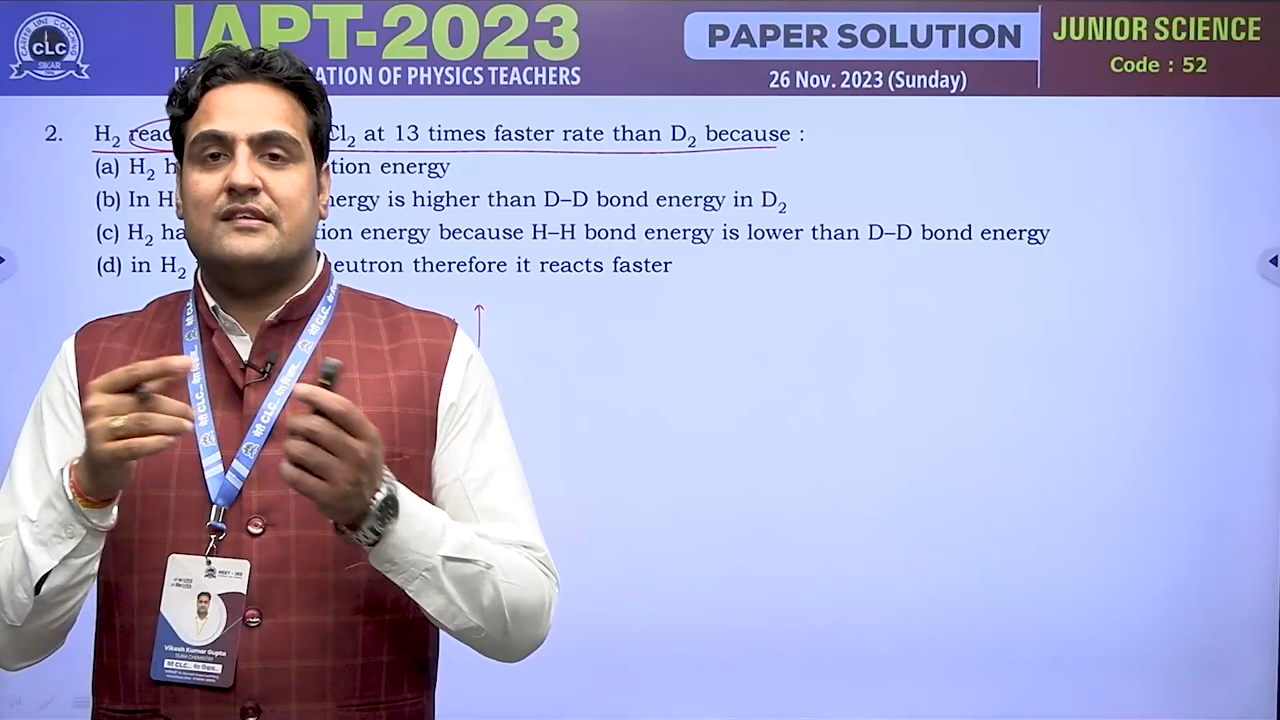 CLC
SIKAR
IAPT-2023
ATION OF PHYSICS TEACHERS
PAPER SOLUTION
26 Nov. 2023 (Sunday)
JUNIOR SCIENCE
Code : 52
2. H₂ reac Cl₂ at 13 times faster rate than D₂ because :
(a) H₂ h tion energy
(b) In H nergy is higher than D–D bond energy in D₂
(c) H₂ ha tion energy because H–H bond energy is lower than D–D bond energy
(d) in H₂ neutron therefore it reacts faster
Vikash Kumar Gupta
TEAM CHEMISTRY